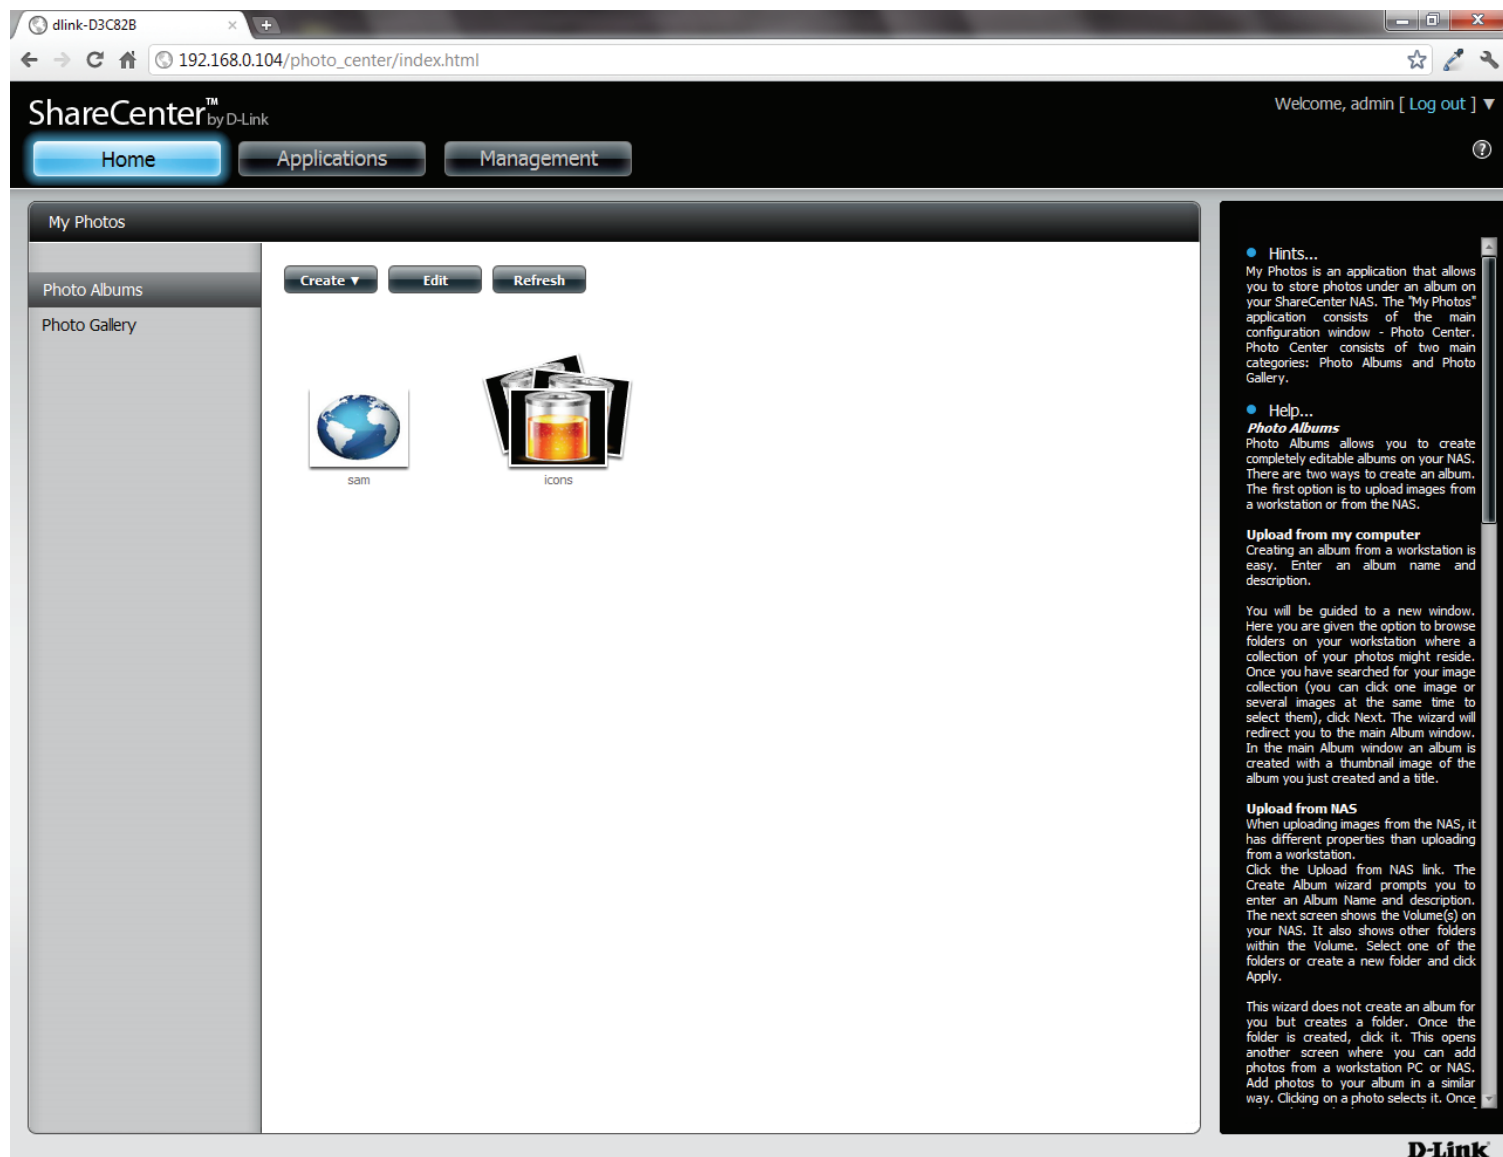 dlink-D3C82B
192.168.0.104/photo_center/index.html
ShareCenter™ by D-Link
Welcome, admin [ Log out ] ▼
Home
Applications
Management
My Photos
Photo Albums
Photo Gallery
Create ▼
Edit
Refresh
sam
icons
Hints...
My Photos is an application that allows
you to store photos under an album on
your ShareCenter NAS. The "My Photos"
application consists of the main
configuration window - Photo Center.
Photo Center consists of two main
categories: Photo Albums and Photo
Gallery.
Help...
Photo Albums
Photo Albums allows you to create
completely editable albums on your NAS.
There are two ways to create an album.
The first option is to upload images from
a workstation or from the NAS.
Upload from my computer
Creating an album from a workstation is
easy. Enter an album name and
description.
You will be guided to a new window.
Here you are given the option to browse
folders on your workstation where a
collection of your photos might reside.
Once you have searched for your image
collection (you can click one image or
several images at the same time to
select them), click Next. The wizard will
redirect you to the main Album window.
In the main Album window an album is
created with a thumbnail image of the
album you just created and a title.
Upload from NAS
When uploading images from the NAS, it
has different properties than uploading
from a workstation.
Click the Upload from NAS link. The
Create Album wizard prompts you to
enter an Album Name and description.
The next screen shows the Volume(s) on
your NAS. It also shows other folders
within the Volume. Select one of the
folders or create a new folder and click
Apply.
This wizard does not create an album for
you but creates a folder. Once the
folder is created, click it. This opens
another screen where you can add
photos from a workstation PC or NAS.
Add photos to your album in a similar
way. Clicking on a photo selects it. Once
D-Link